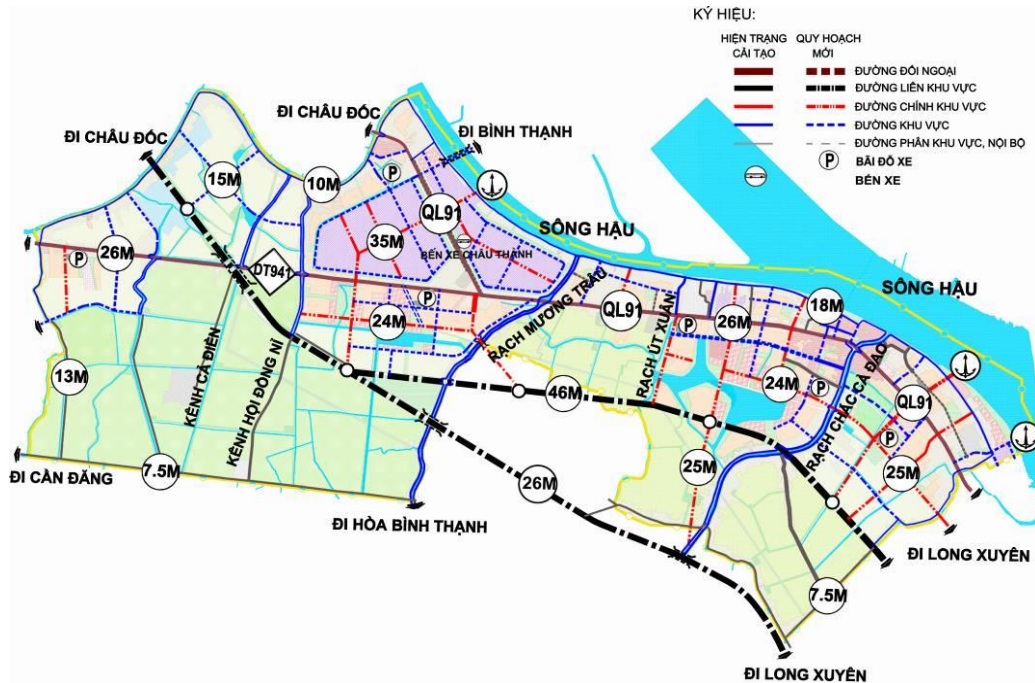 KÝ HIỆU:
HIỆN TRẠNG
CẢI TẠO
QUY HOẠCH
MỚI
ĐƯỜNG ĐỐI NGOẠI
ĐƯỜNG LIÊN KHU VỰC
ĐƯỜNG CHÍNH KHU VỰC
ĐƯỜNG KHU VỰC
ĐƯỜNG PHÂN KHU VỰC, NỘI BỘ
P
BÃI ĐỖ XE
BẾN XE
ĐI CHÂU ĐỐC
ĐI CHÂU ĐỐC
ĐI BÌNH THẠNH
15M
10M
P
QL91
SÔNG HẬU
35M
BẾN XE CHÂU THÀNH
26M
P
DT941
P
SÔNG HẬU
24M
RẠCH MƯƠNG TRÂU
QL91
RẠCH ÚT XUÂN
P
26M
18M
13M
KÊNH CẢ ĐIỀN
KÊNH HỘI ĐỒNG NỈ
46M
24M
P
RẠCH CHẮC CÀ ĐAO
QL91
P
ĐI CẦN ĐĂNG
7.5M
26M
25M
25M
ĐI HÒA BÌNH THẠNH
ĐI LONG XUYÊN
7.5M
ĐI LONG XUYÊN